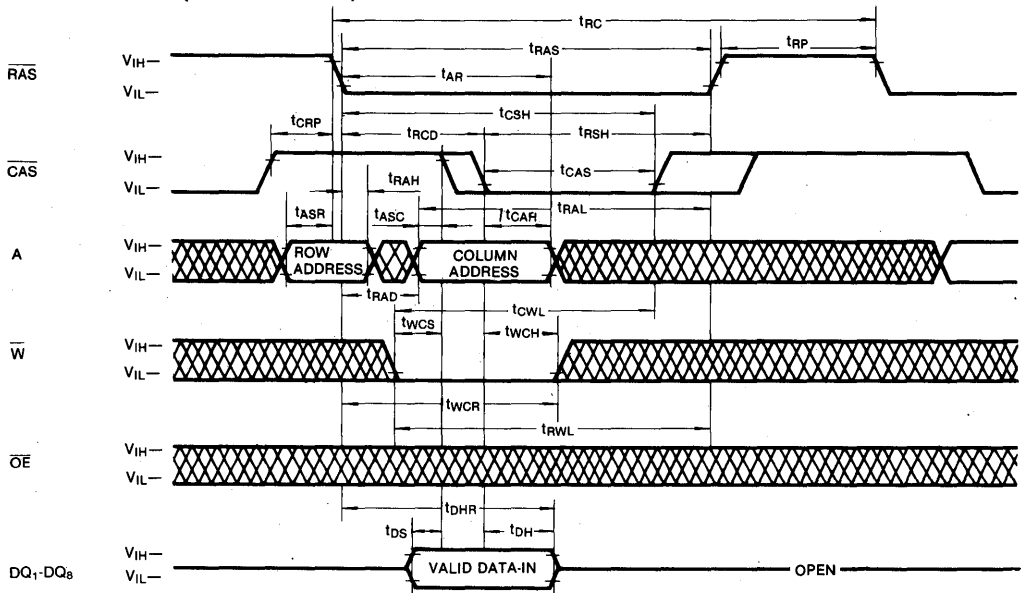 tRC
tRAS
tRP
VIH
RAS
tAR
VIL
tCSH
tCRP
tRCD
tRSH
VIH
CAS
tCAS
VIL
tRAH
tRAL
tASR
tASC
tCAH
A
VIH
ROW ADDRESS
COLUMN ADDRESS
VIL
tRAD
tCWL
tWCS
tWCH
W
VIH
VIL
tWCR
tRWL
OE
VIH
VIL
tDHR
tDS
tDH
VIH
DQ1-DQ8
VALID DATA-IN
OPEN
VIL